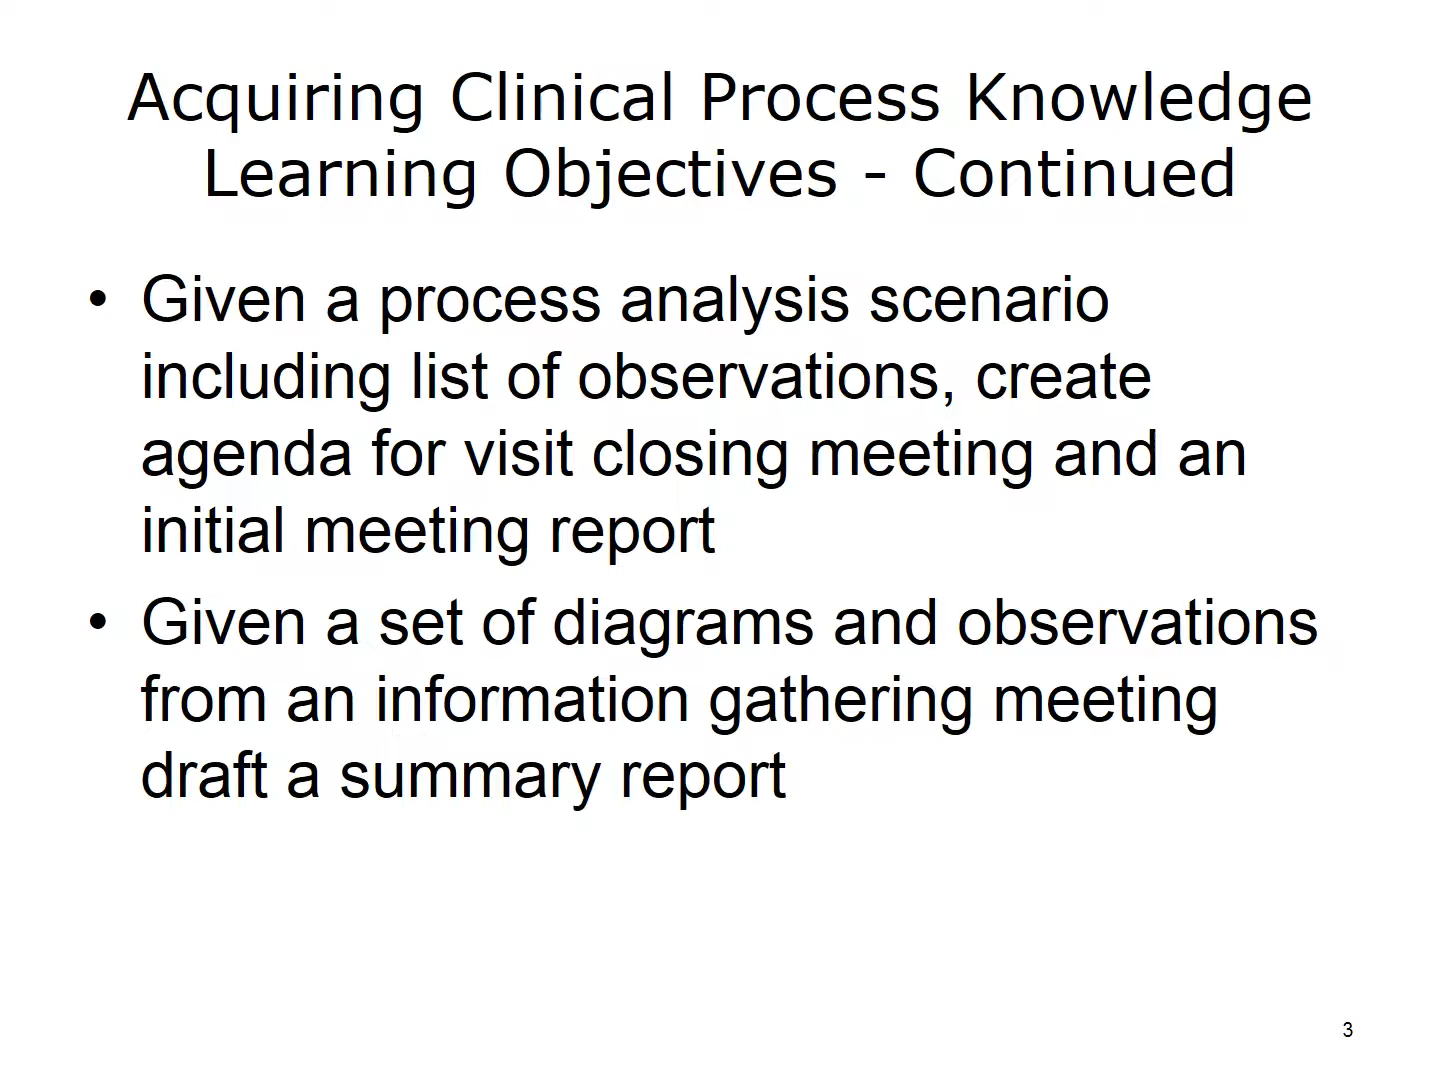 Acquiring Clinical Process Knowledge
Learning Objectives - Continued
• Given a process analysis scenario
including list of observations, create
agenda for visit closing meeting and an
initial meeting report
• Given a set of diagrams and observations
from an information gathering meeting
draft a summary report
3